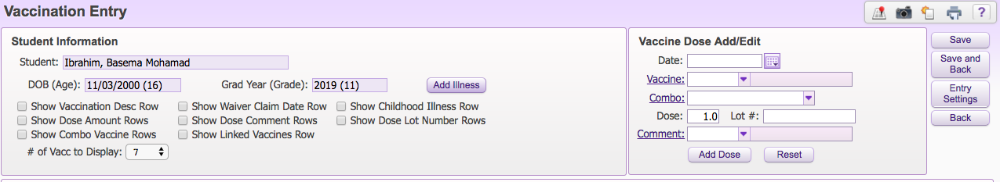 Vaccination Entry
?
Student Information
Student: Ibrahim, Basema Mohamad
DOB (Age): 11/03/2000 (16) Grad Year (Grade): 2019 (11) Add Illness
Show Vaccination Desc Row Show Waiver Claim Date Row Show Childhood Illness Row
Show Dose Amount Rows Show Dose Comment Rows Show Dose Lot Number Rows
Show Combo Vaccine Rows Show Linked Vaccines Row
# of Vacc to Display: 7
Vaccine Dose Add/Edit
Date:
Vaccine:
Combo:
Dose: 1.0 Lot #:
Comment:
Add Dose Reset
Save
Save and
Back
Entry
Settings
Back